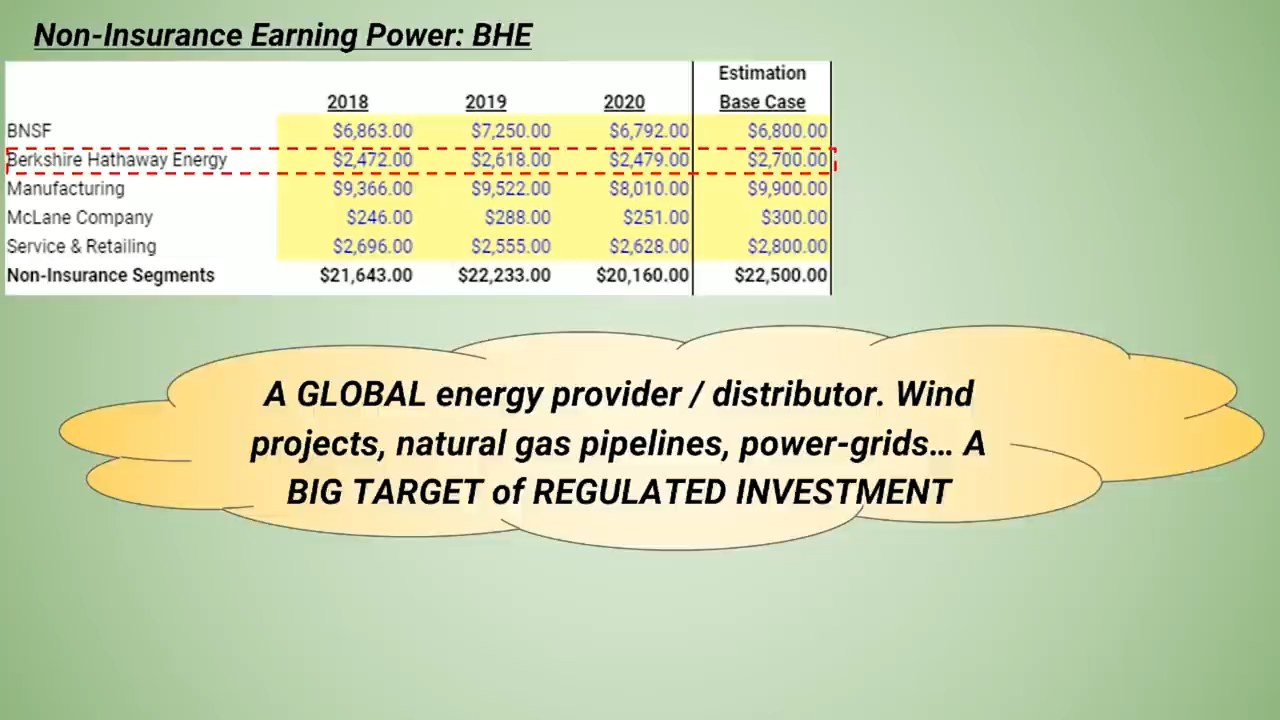 Non-Insurance Earning Power: BHE
Estimation
2018 2019 2020 Base Case
BNSF $6,863.00 $7,250.00 $6,792.00 $6,800.00
Berkshire Hathaway Energy $2,472.00 $2,618.00 $2,479.00 $2,700.00
Manufacturing $9,366.00 $9,522.00 $8,010.00 $9,900.00
McLane Company $246.00 $288.00 $251.00 $300.00
Service & Retailing $2,696.00 $2,555.00 $2,628.00 $2,800.00
Non-Insurance Segments $21,643.00 $22,233.00 $20,160.00 $22,500.00
A GLOBAL energy provider / distributor. Wind
projects, natural gas pipelines, power-grids... A
BIG TARGET of REGULATED INVESTMENT